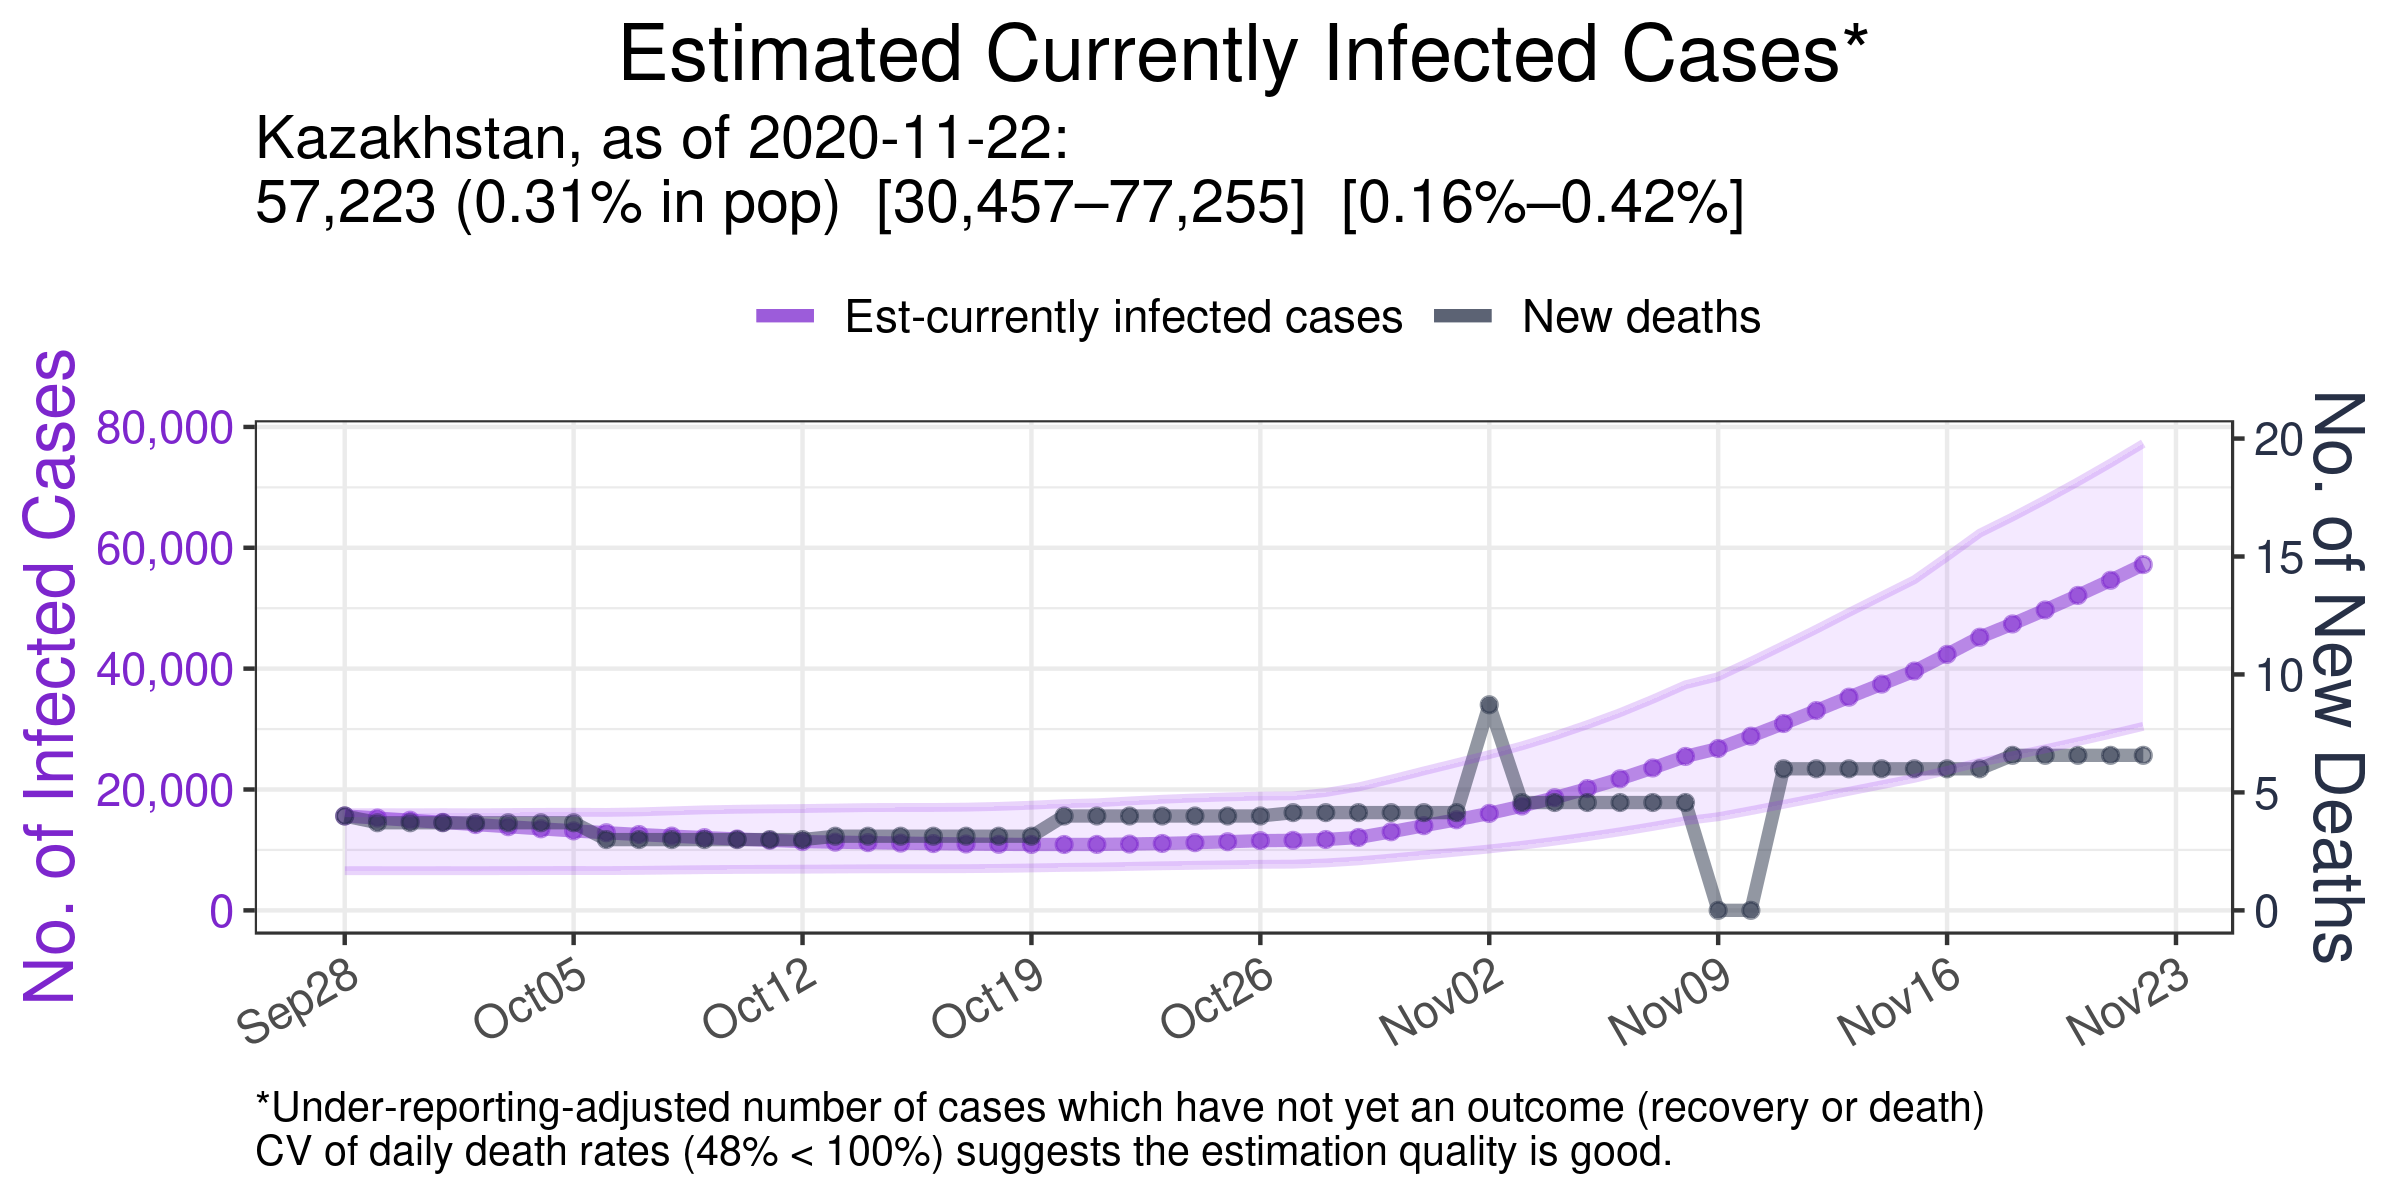 Estimated Currently Infected Cases*
Kazakhstan, as of 2020-11-22:
57,223 (0.31% in pop)  [30,457–77,255]  [0.16%–0.42%]
Est-currently infected cases
New deaths
No. of Infected Cases
80,000
60,000
40,000
20,000
0
20
15
10
5
0
No. of New Deaths
Sep28
Oct05
Oct12
Oct19
Oct26
Nov02
Nov09
Nov16
Nov23
*Under-reporting-adjusted number of cases which have not yet an outcome (recovery or death)
CV of daily death rates (48% < 100%) suggests the estimation quality is good.